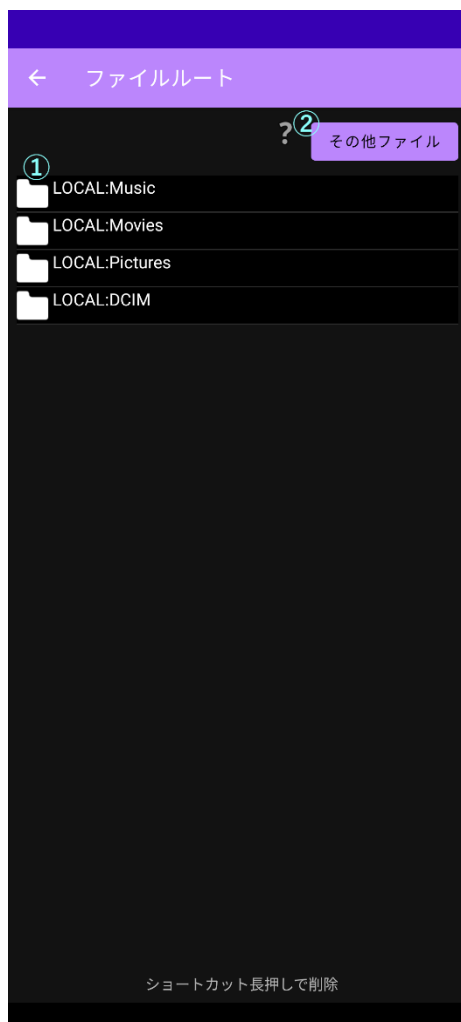 ← ファイルルート
? ② その他ファイル
①
LOCAL:Music
LOCAL:Movies
LOCAL:Pictures
LOCAL:DCIM
ショートカット長押しで削除